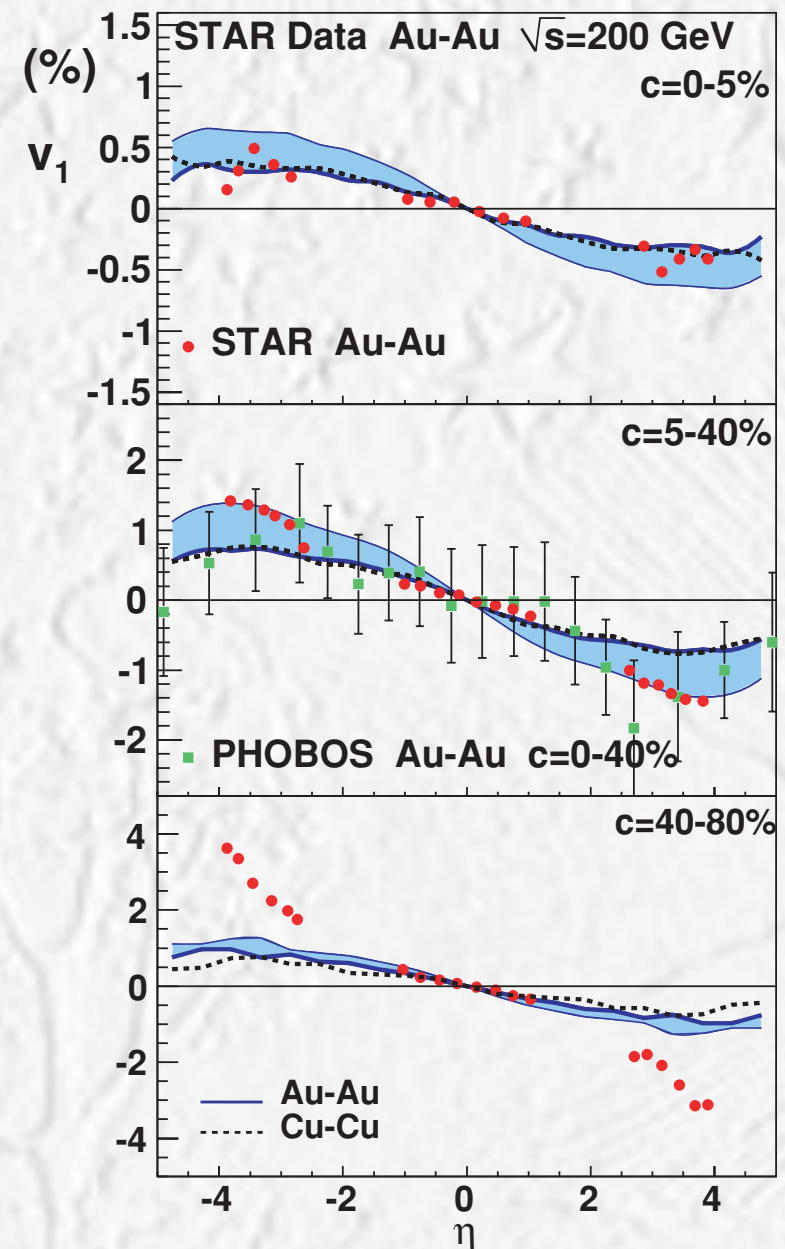 STAR Data Au-Au √s=200 GeV
(%)
c=0-5%
v1
1.5
1
0.5
0
-0.5
-1
-1.5
STAR Au-Au
c=5-40%
2
1
0
-1
-2
PHOBOS Au-Au c=0-40%
c=40-80%
4
2
0
-2
-4
Au-Au
Cu-Cu
-4 -2 0 2 4
η